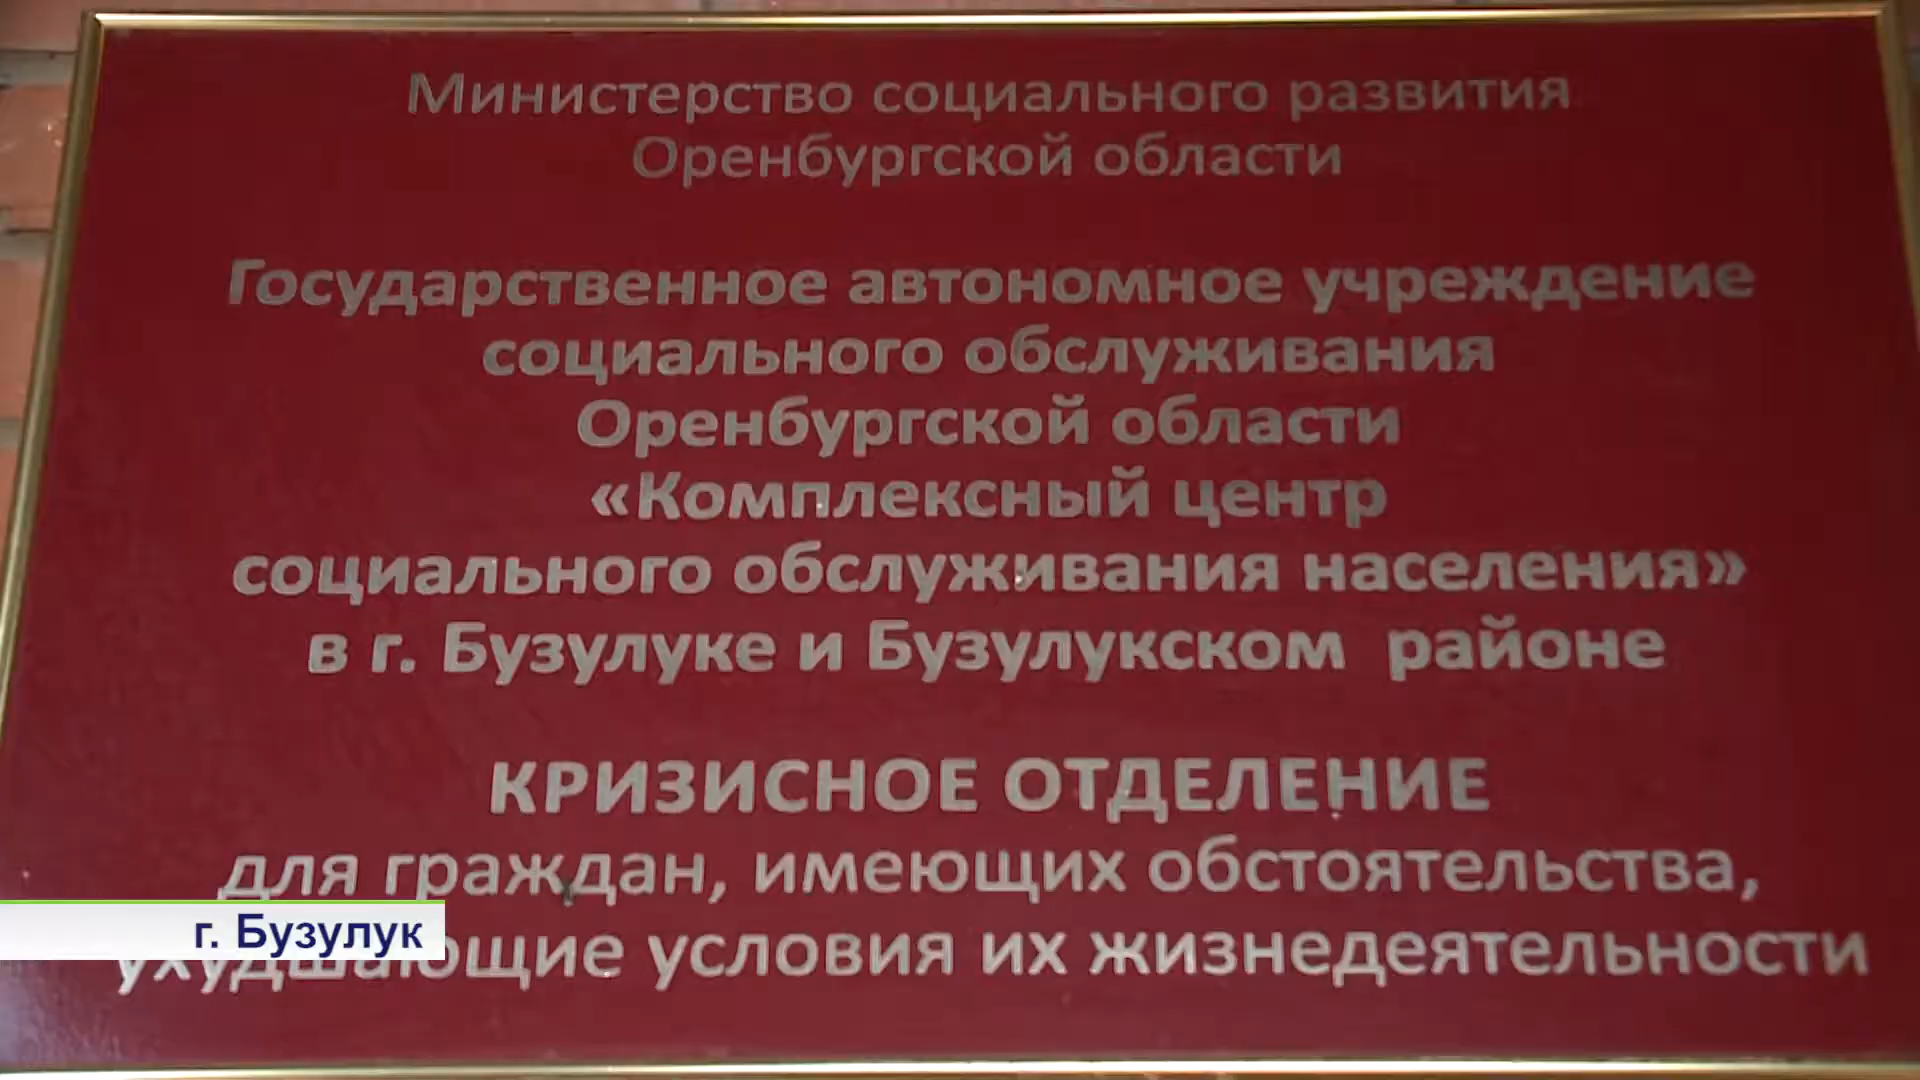 Министерство социального развития
Оренбургской области
Государственное автономное учреждение
социального обслуживания
Оренбургской области
«Комплексный центр
социального обслуживания населения»
в г. Бузулуке и Бузулукском районе
КРИЗИСНОЕ ОТДЕЛЕНИЕ
для граждан, имеющих обстоятельства,
г. Бузулук
ухудшающие условия их жизнедеятельности